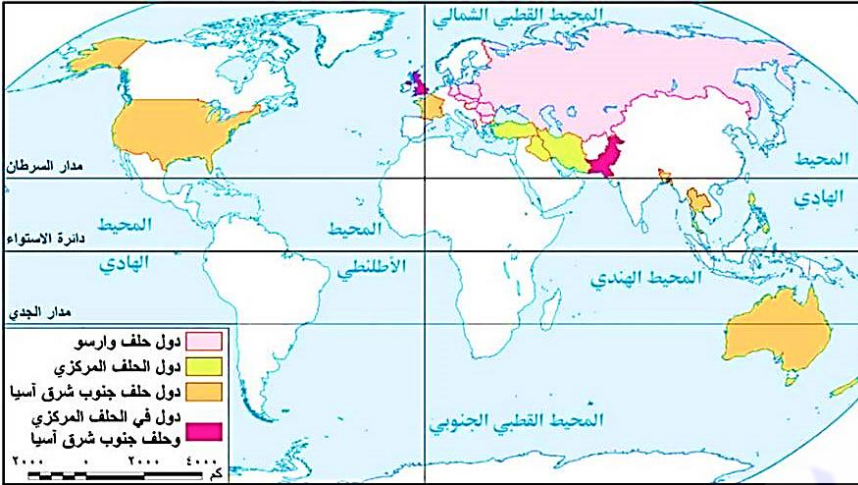 المحيط القطبي الشمالي
مدار السرطان
المحيط
الهادي
دائرة الاستواء
المحيط
الهادي
المحيط
الأطلنطي
المحيط الهندي
مدار الجدي
دول حلف وارسو
دول الحلف المركزي
دول حلف جنوب شرق آسيا
دول في الحلف المركزي
وحلف جنوب شرق آسيا
المحيط القطبي الجنوبي
٢٠٠٠ ٠ ٢٠٠٠ ٤٠٠٠
كم